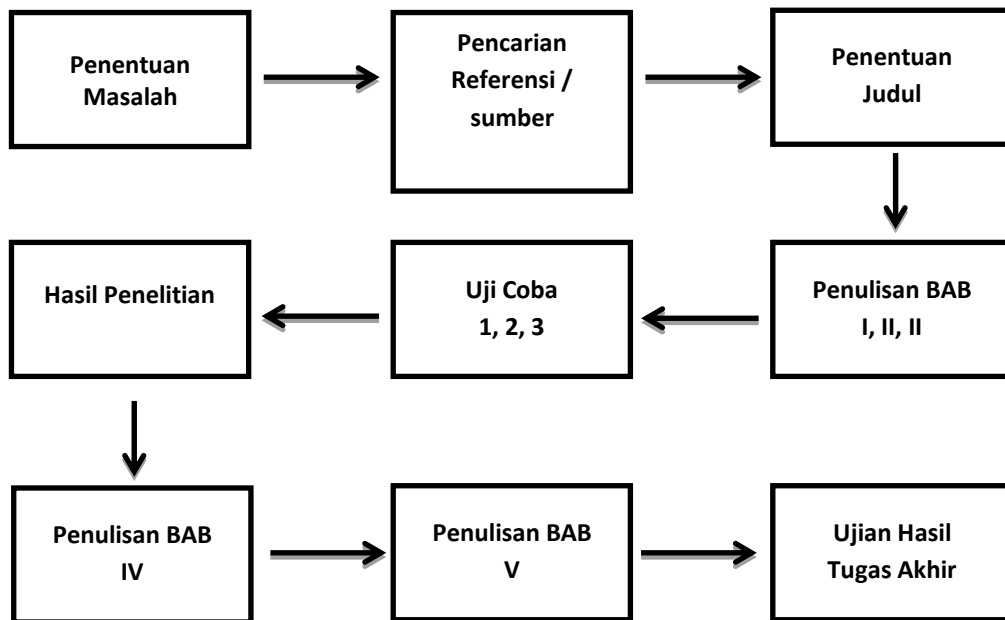 Penentuan
Masalah
Pencarian
Referensi /
sumber
Penentuan
Judul
Penulisan BAB
I, II, II
Uji Coba
1, 2, 3
Hasil Penelitian
Penulisan BAB
IV
Penulisan BAB
V
Ujian Hasil
Tugas Akhir